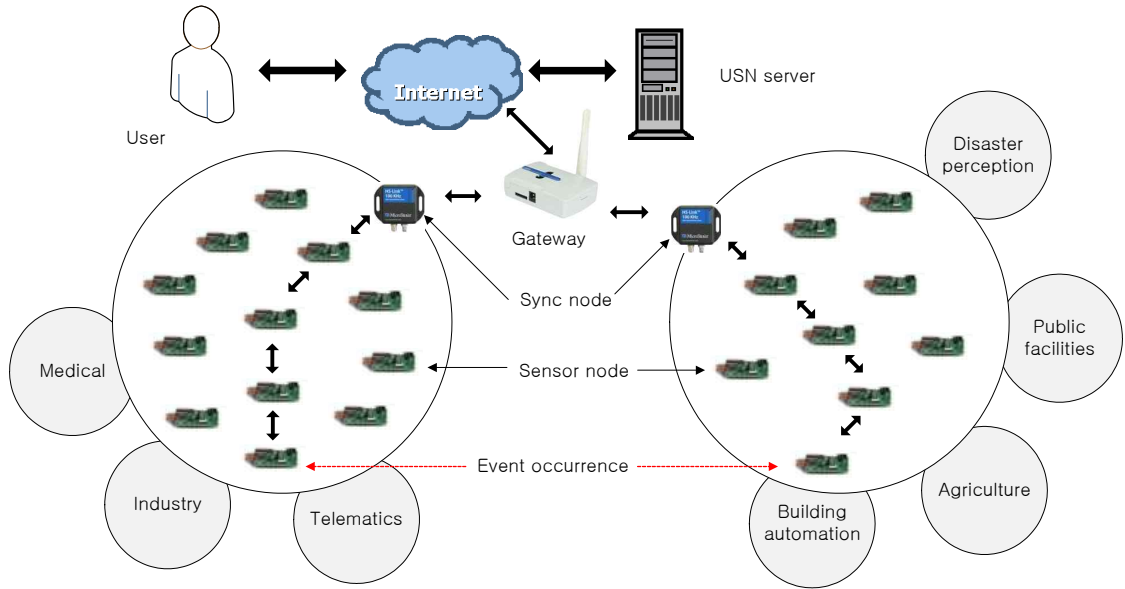 Internet
USN server
User
Disaster
perception
Gateway
Sync node
Public
facilities
Medical
Sensor node
Event occurrence
Industry
Telematics
Building
automation
Agriculture